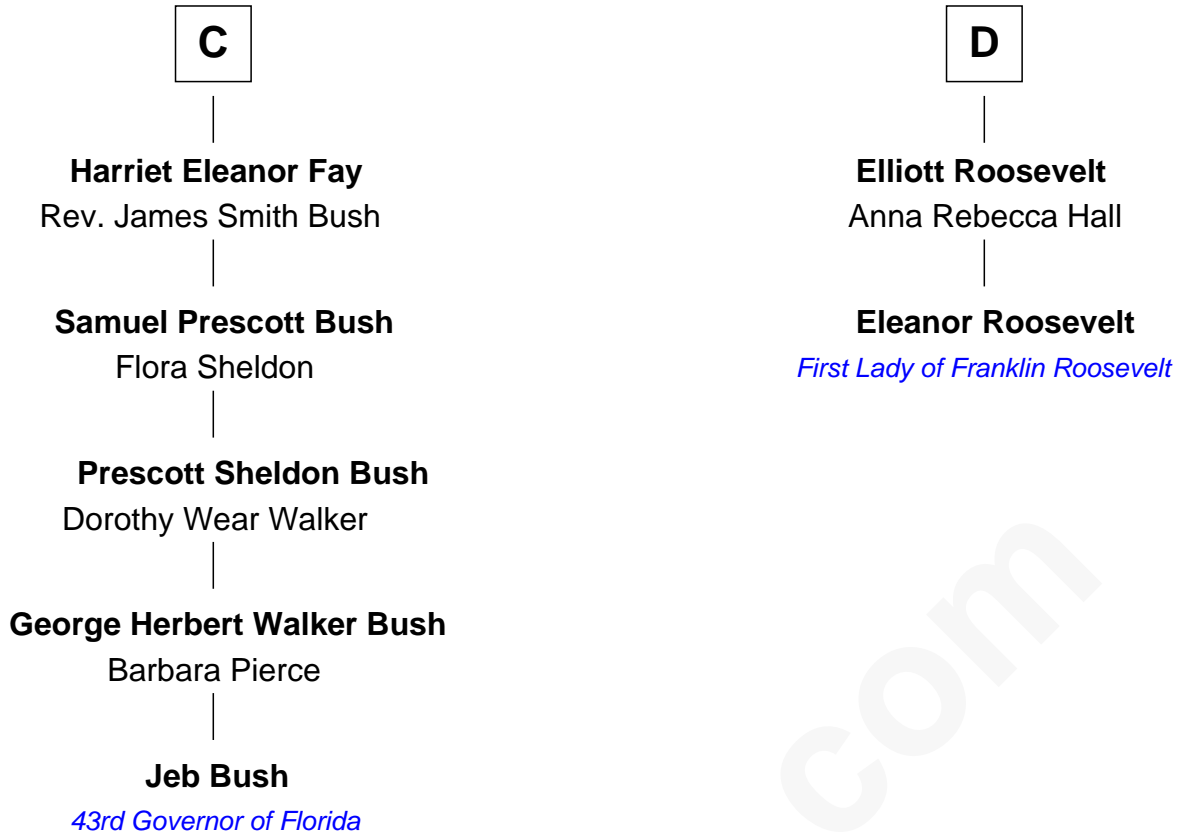 C
Harriet Eleanor Fay
Rev. James Smith Bush
Samuel Prescott Bush
Flora Sheldon
Prescott Sheldon Bush
Dorothy Wear Walker
George Herbert Walker Bush
Barbara Pierce
Jeb Bush
43rd Governor of Florida
D
Elliott Roosevelt
Anna Rebecca Hall
Eleanor Roosevelt
First Lady of Franklin Roosevelt
com